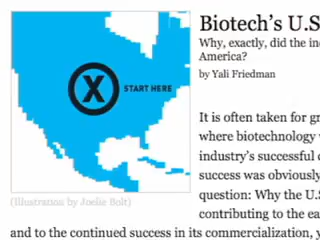 Biotech's U.S
Why, exactly, did the in
America?
by Yali Friedman
X START HERE
It is often taken for gr
where biotechnology
industry's successful
success was obviously
question: Why the U.S
contributing to the ea
(Illustration by Joelle Bolt)
and to the continued success in its commercialization,